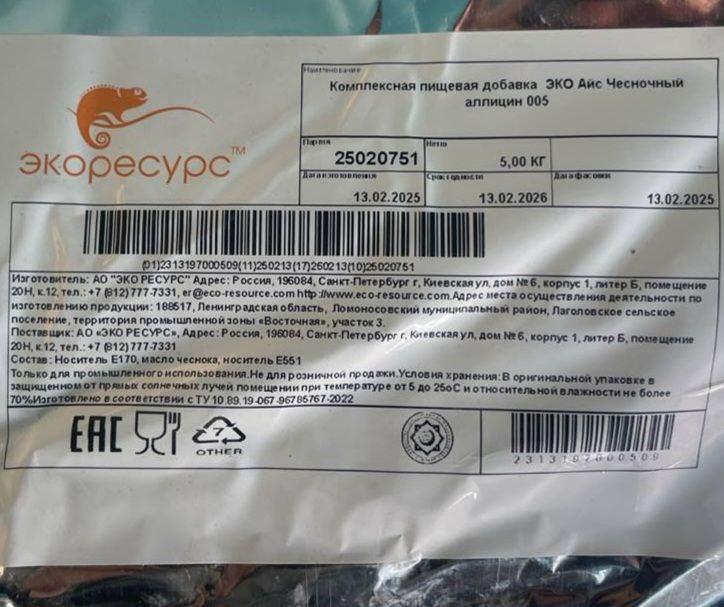 Наименование
Комплексная пищевая добавка ЭКО Айс Чесночный
аллицин 005
ЭКОРЕСУРС™
Партия
25020751
Нетто
5,00 КГ
Дата изготовления
13.02.2025
Срок годности
13.02.2026
Дата фасовки
13.02.2025
(01)2313197000509(11)250213(17)260213(10)25020751
Изготовитель: АО "ЭКО РЕСУРС" Адрес: Россия, 196084, Санкт-Петербург г, Киевская ул, дом №6, корпус 1, литер Б, помещение
20Н, к.12, тел.: +7 (812)777-7331, er@eco-resource.com http://www.eco-resource.com.Адрес места осуществления деятельности по
изготовлению продукции: 188517, Ленинградская область, Ломоносовский муниципальный район, Лаголовское сельское
поселение, территория промышленной зоны «Восточная», участок 3.
Поставщик: АО «ЭКО РЕСУРС», Адрес: Россия, 196084, Санкт-Петербург г, Киевская ул, дом №6, корпус 1, литер Б, помещение
20Н, к.12, тел.: +7 (812)777-7331
Состав: Носитель Е170, масло чеснока, носитель Е551
Только для промышленного использования.Не для розничной продажи.Условия хранения:В оригинальной упаковке в
защищенном от прямых солнечных лучей помещении при температуре от 5 до 25оС и относительной влажности не более
70%Изготовлено в соответствии с ТУ 10.89.19-067-96785767-2022
ЕАС
7
OTHER
2313197000509